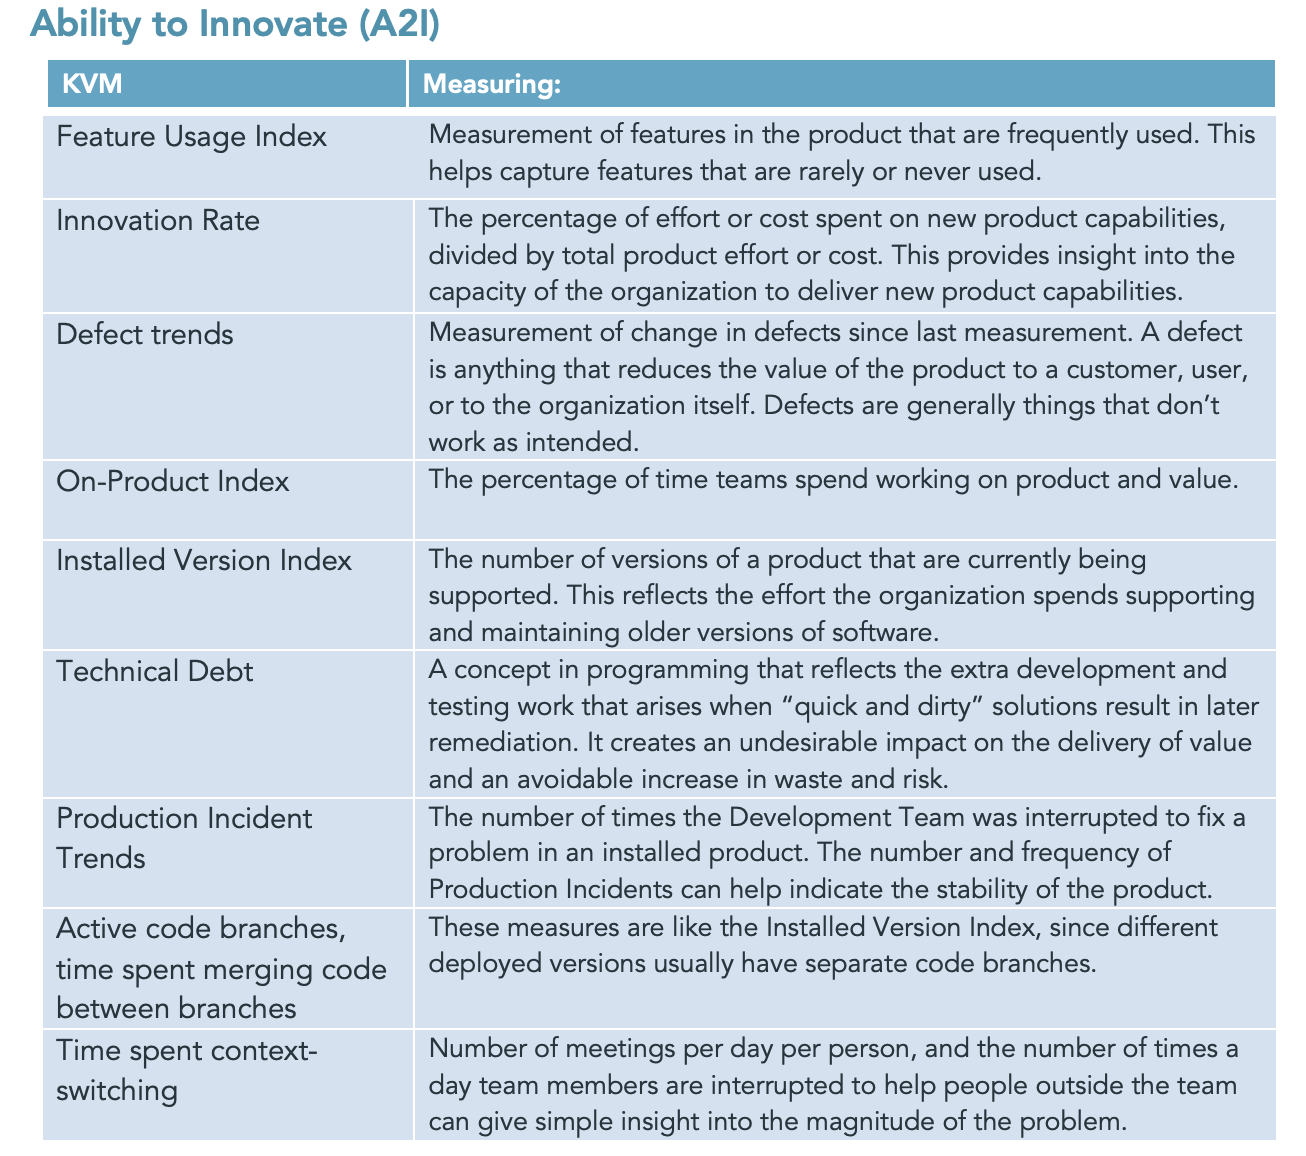 Ability to Innovate (A2I)
KVM
Measuring:
Feature Usage Index
Measurement of features in the product that are frequently used. This
helps capture features that are rarely or never used.
Innovation Rate
The percentage of effort or cost spent on new product capabilities,
divided by total product effort or cost. This provides insight into the
capacity of the organization to deliver new product capabilities.
Defect trends
Measurement of change in defects since last measurement. A defect
is anything that reduces the value of the product to a customer, user,
or to the organization itself. Defects are generally things that don’t
work as intended.
On-Product Index
The percentage of time teams spend working on product and value.
Installed Version Index
The number of versions of a product that are currently being
supported. This reflects the effort the organization spends supporting
and maintaining older versions of software.
Technical Debt
A concept in programming that reflects the extra development and
testing work that arises when “quick and dirty” solutions result in later
remediation. It creates an undesirable impact on the delivery of value
and an avoidable increase in waste and risk.
Production Incident
Trends
The number of times the Development Team was interrupted to fix a
problem in an installed product. The number and frequency of
Production Incidents can help indicate the stability of the product.
Active code branches,
time spent merging code
between branches
These measures are like the Installed Version Index, since different
deployed versions usually have separate code branches.
Time spent context-
switching
Number of meetings per day per person, and the number of times a
day team members are interrupted to help people outside the team
can give simple insight into the magnitude of the problem.